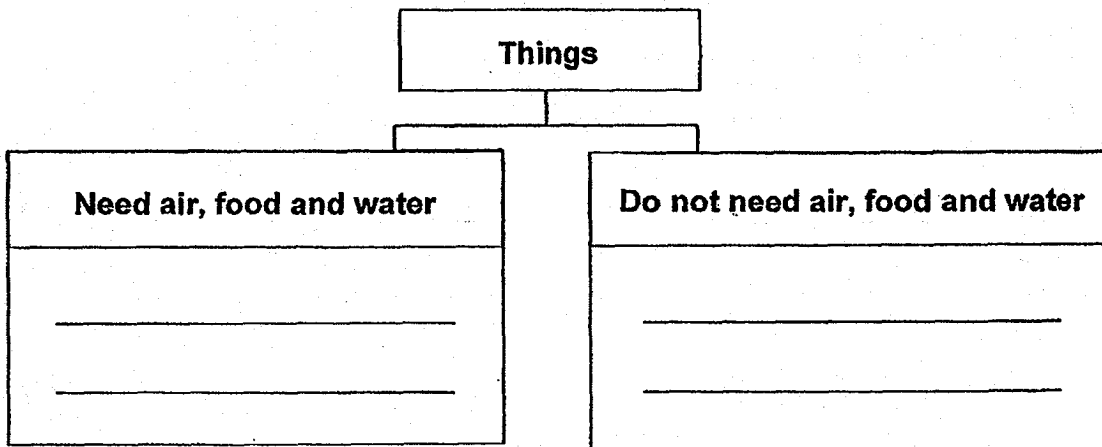 Things
Need air, food and water
Do not need air, food and water